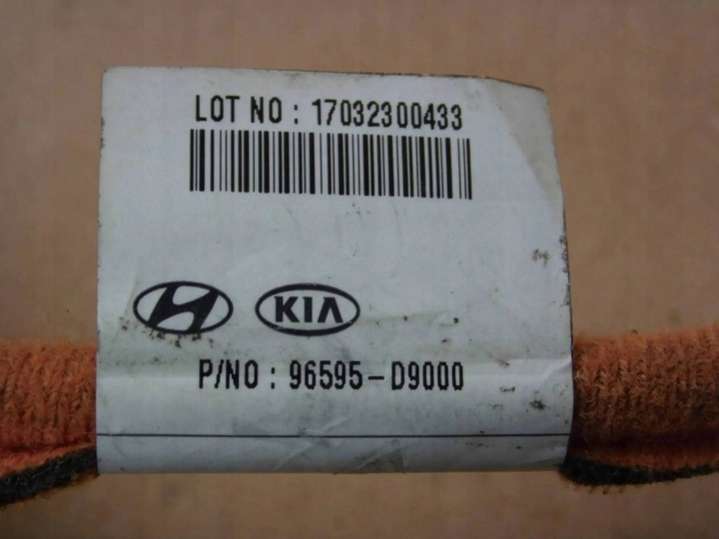 LOT NO : 17032300433
KIA
P/NO : 96595-D9000